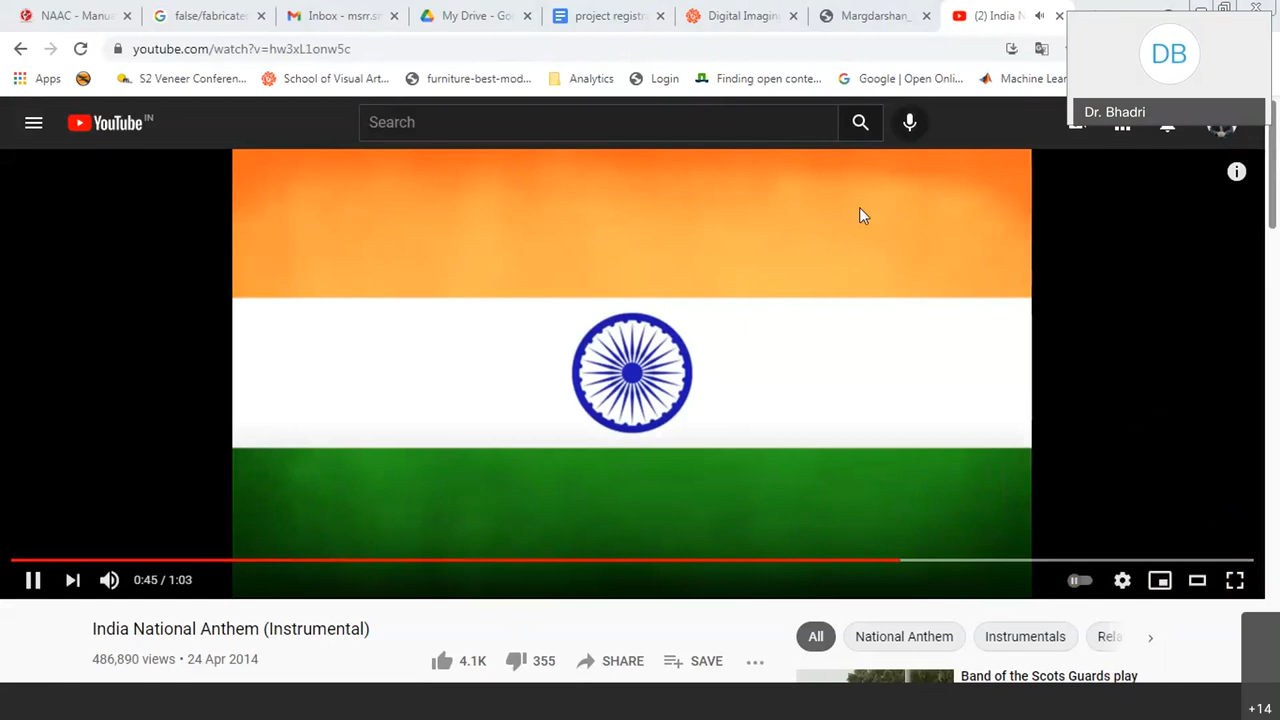 NAAC - Manua
false/fabricate
Inbox - msrr.sr
My Drive - Go
project registr
Digital Imagin
Margdarshan_
(2) India N
DB
Dr. Bhadri
youtube.com/watch?v=hw3xL1onw5c
Apps
S2 Veneer Conferen...
School of Visual Art...
furniture-best-mod...
Analytics
Login
Finding open conte...
Google | Open Onli...
Machine Lear
YouTube IN
Search
0:45 / 1:03
India National Anthem (Instrumental)
486,890 views • 24 Apr 2014
4.1K
355
SHARE
SAVE
All
National Anthem
Instrumentals
Rela
Band of the Scots Guards play
+14